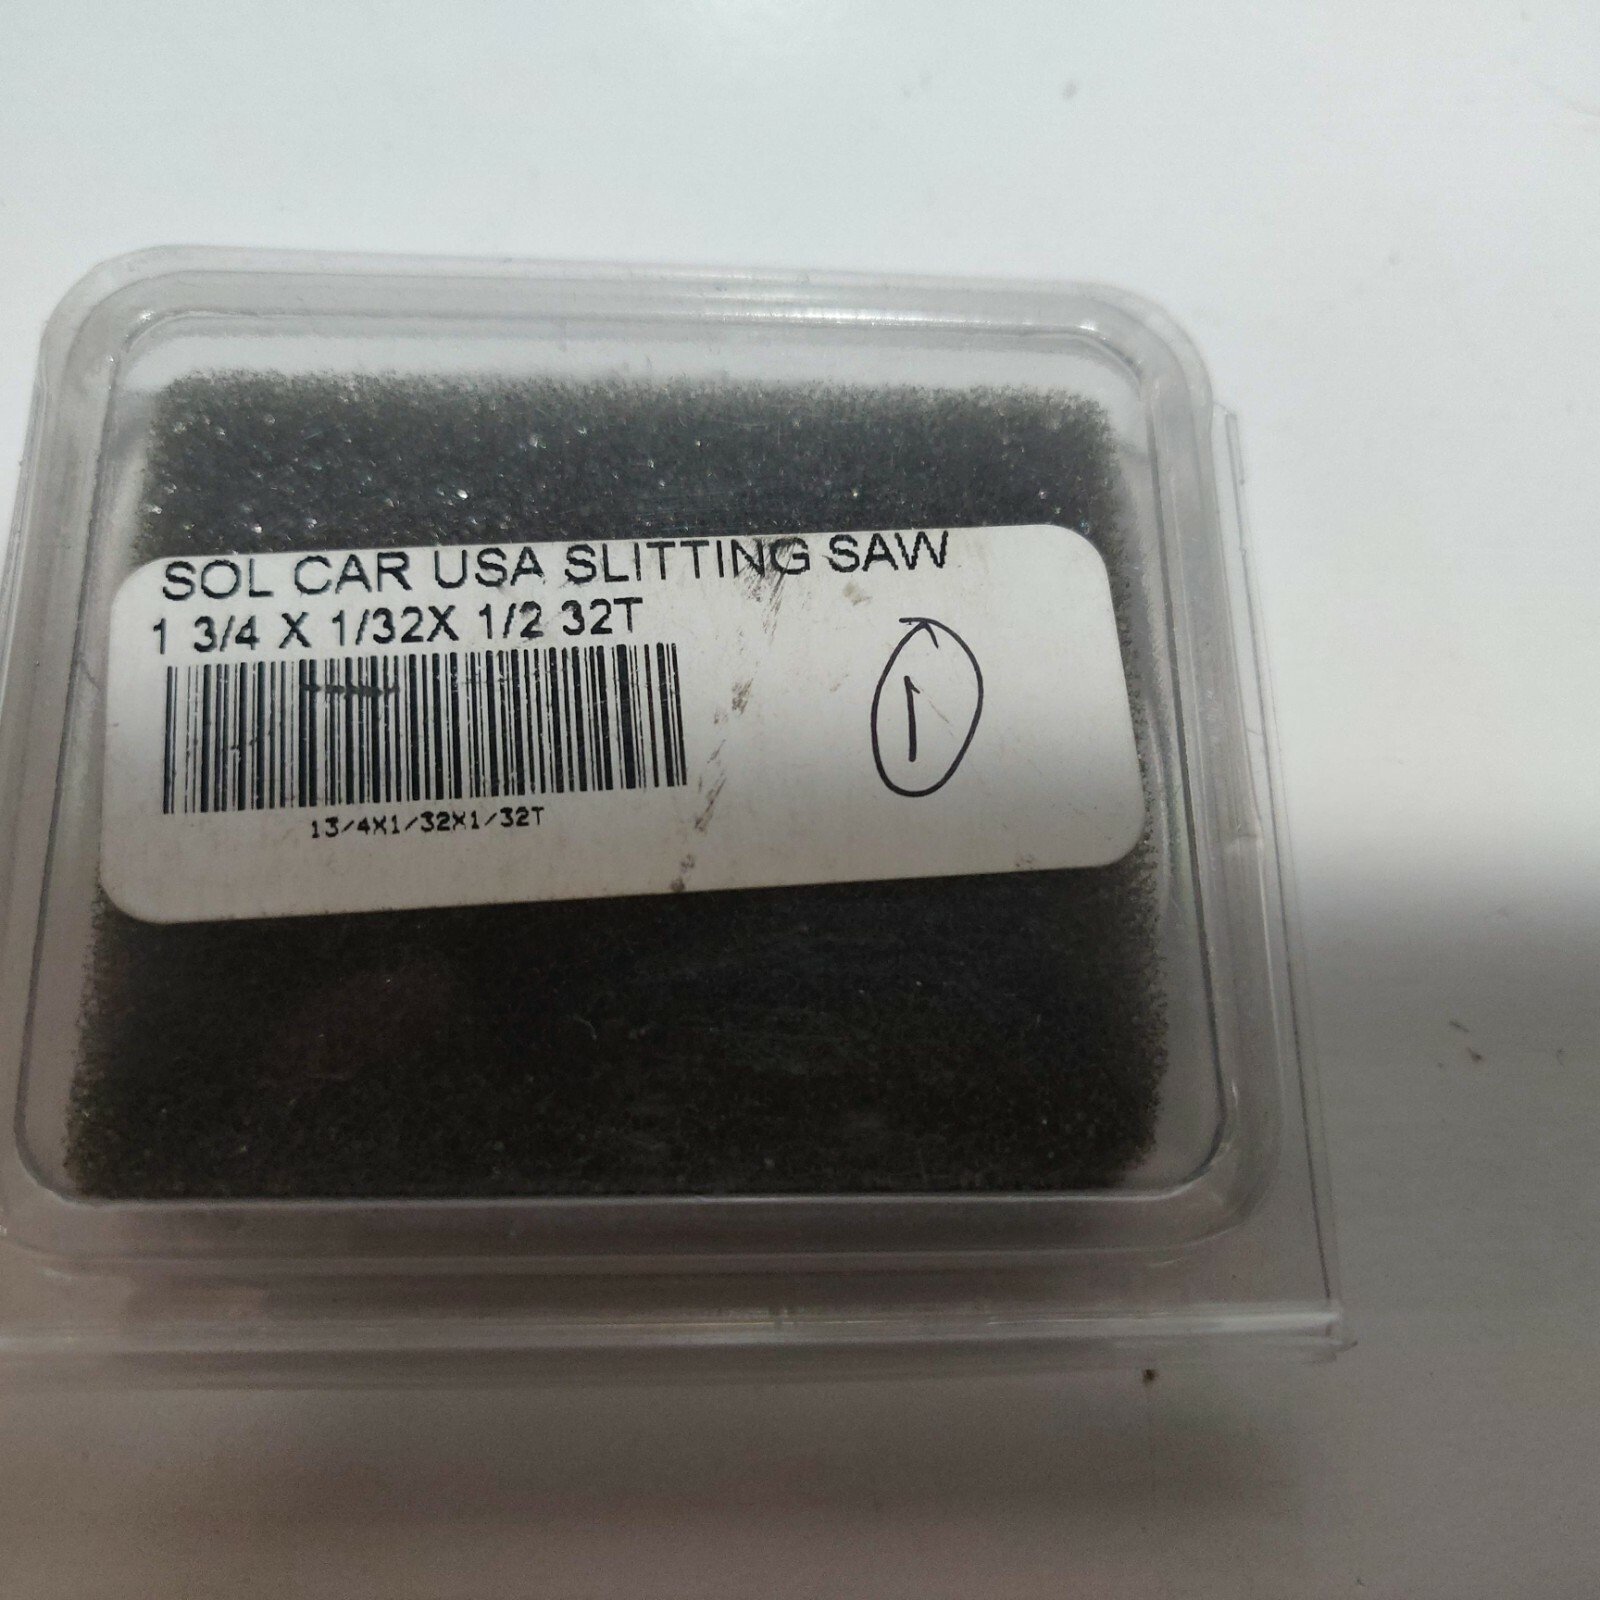 SOL CAR USA SLITTING SAW
1 3/4 X 1/32X 1/2 32T
13/4X1/32X1/32T
1